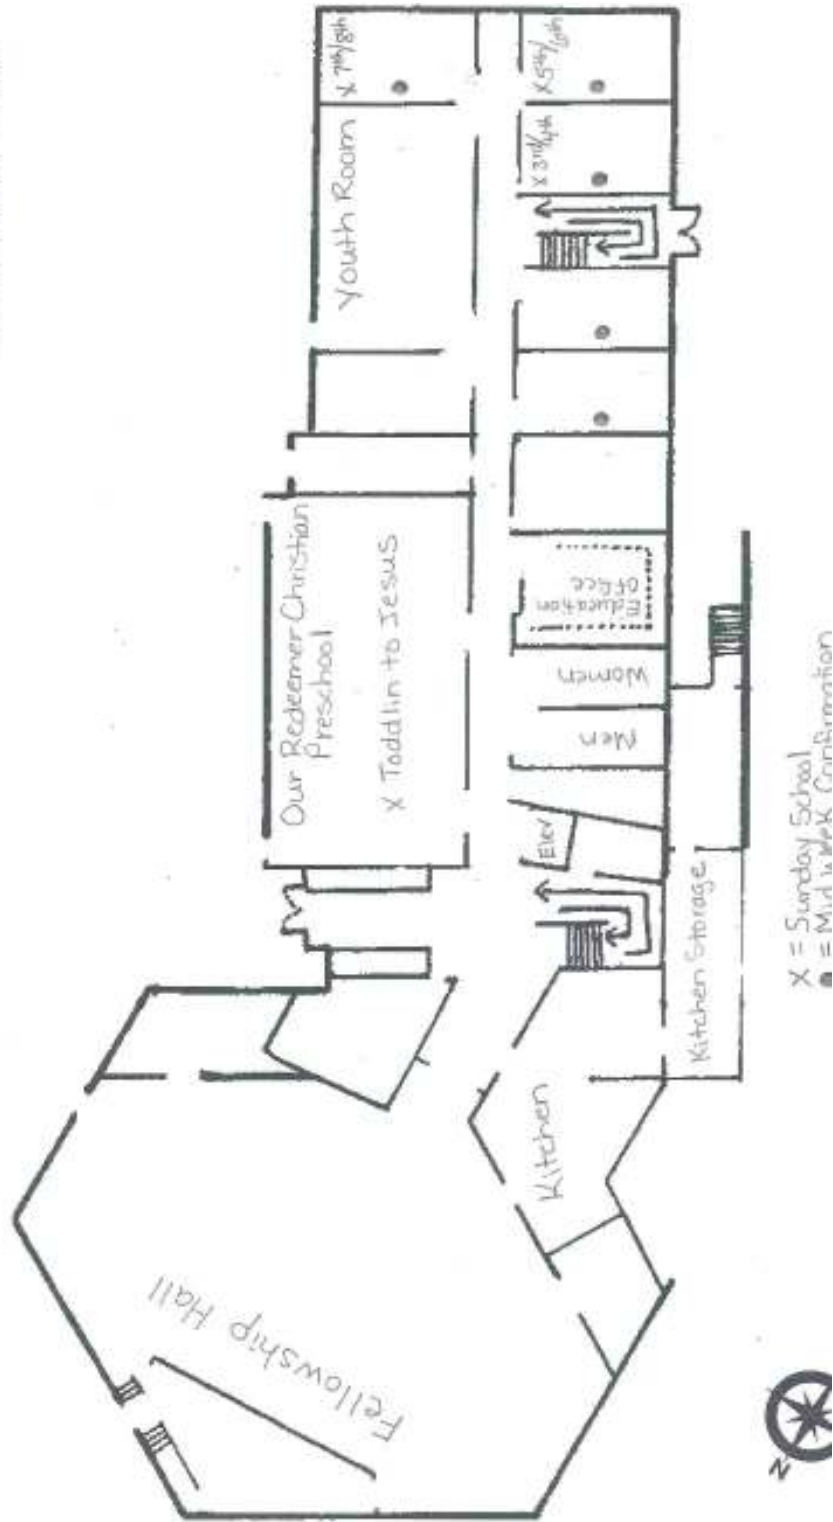 X 7th/8th
Youth Room
X 5th/6th
X 3rd/4th
Our Redeemer Christian
Preschool
X Toddlin to Jesus
Education
Office
Women
Men
Elev
Kitchen Storage
Kitchen
Fellowship Hall
X = Sunday School
● = Mid Week Confirmation
N